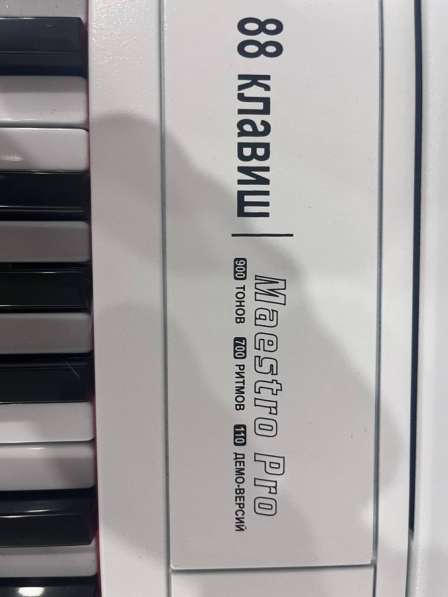 88 клавиш
Maestro Pro
900 ТОНОВ 700 РИТМОВ 110 ДЕМО-ВЕРСИЙ